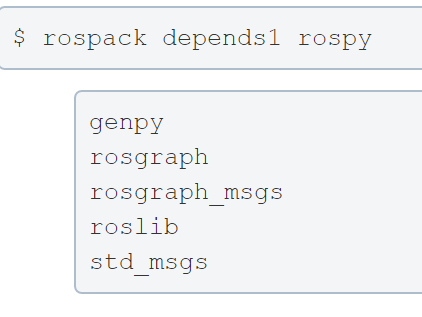 $ rospack depends1 rospy
genpy
rosgraph
rosgraph_msgs
roslib
std_msgs